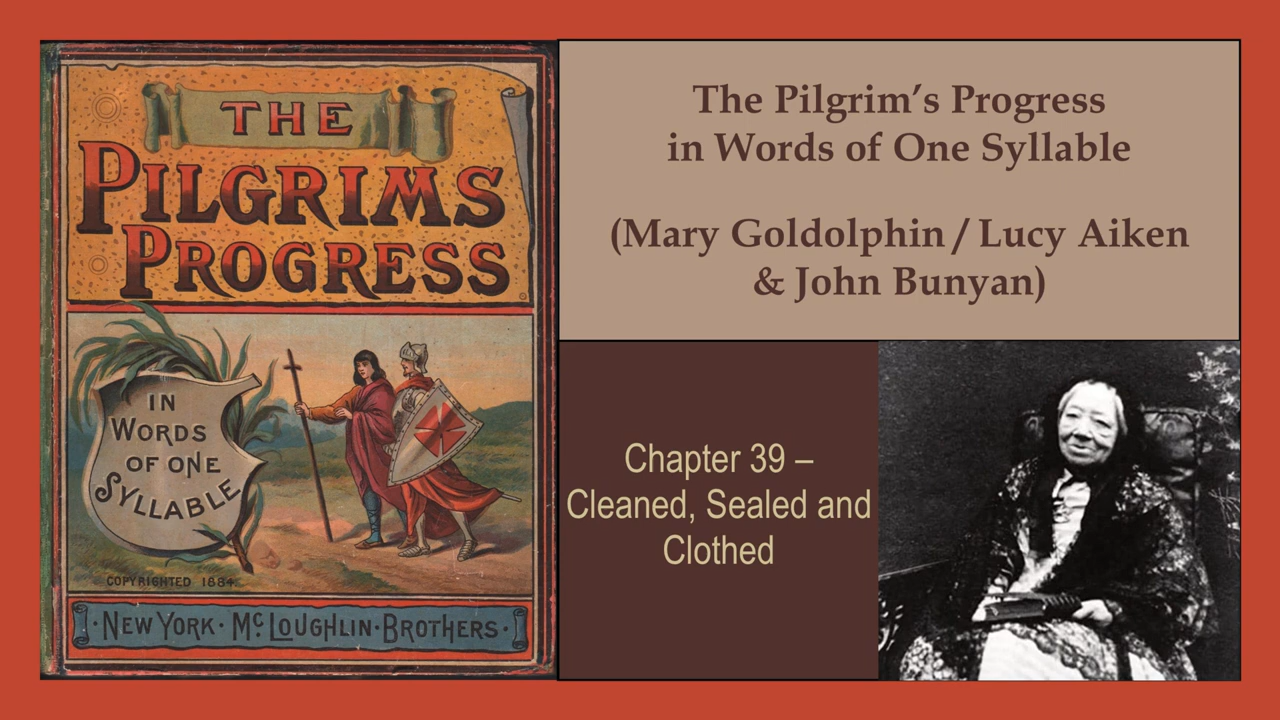 THE
PILGRIMS
PROGRESS
IN
WORDS
OF ONE
SYLLABLE
COPYRIGHTED 1884
·NEW YORK· McLOUGHLIN·BROTHERS·
The Pilgrim’s Progress
in Words of One Syllable
(Mary Goldolphin / Lucy Aiken
& John Bunyan)
Chapter 39 –
Cleaned, Sealed and
Clothed